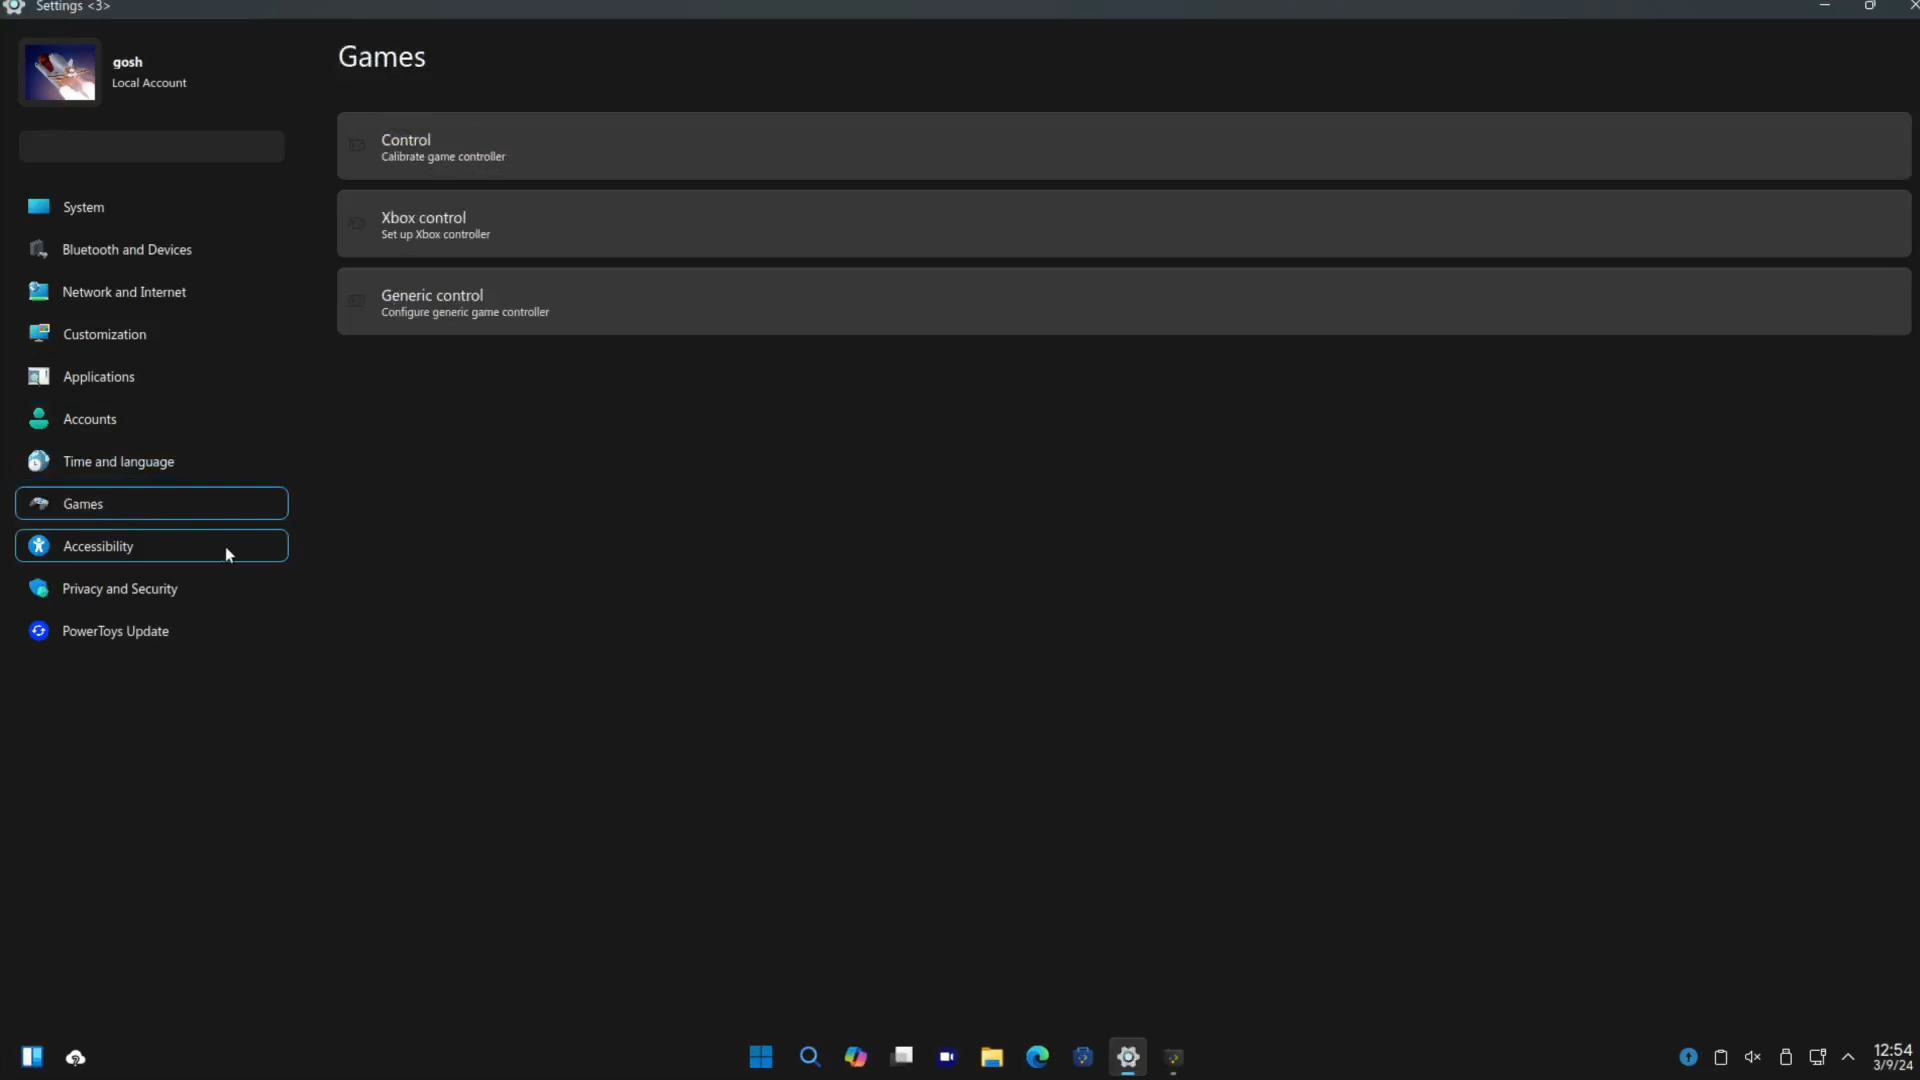 Settings <3>
gosh
Local Account
System
Bluetooth and Devices
Network and Internet
Customization
Applications
Accounts
Time and language
Games
Accessibility
Privacy and Security
PowerToys Update
Games
Control
Calibrate game controller
Xbox control
Set up Xbox controller
Generic control
Configure generic game controller
12:54
3/9/24